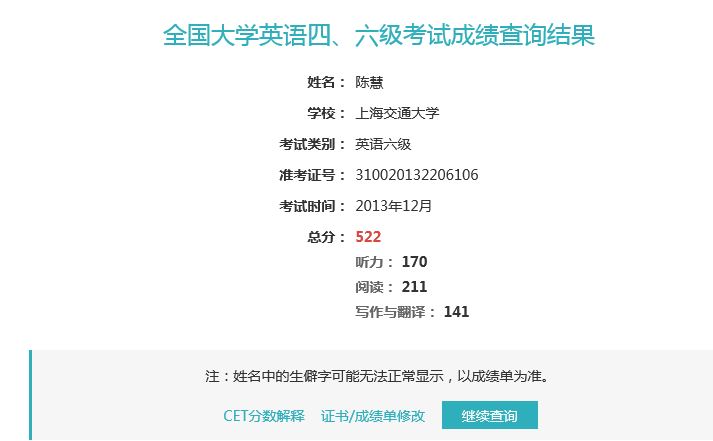 全国大学英语四、六级考试成绩查询结果
姓名： 陈慧
学校： 上海交通大学
考试类别： 英语六级
准考证号： 310020132206106
考试时间： 2013年12月
总分： 522
听力： 170
阅读： 211
写作与翻译： 141
注：姓名中的生僻字可能无法正常显示，以成绩单为准。
CET分数解释 证书/成绩单修改 继续查询